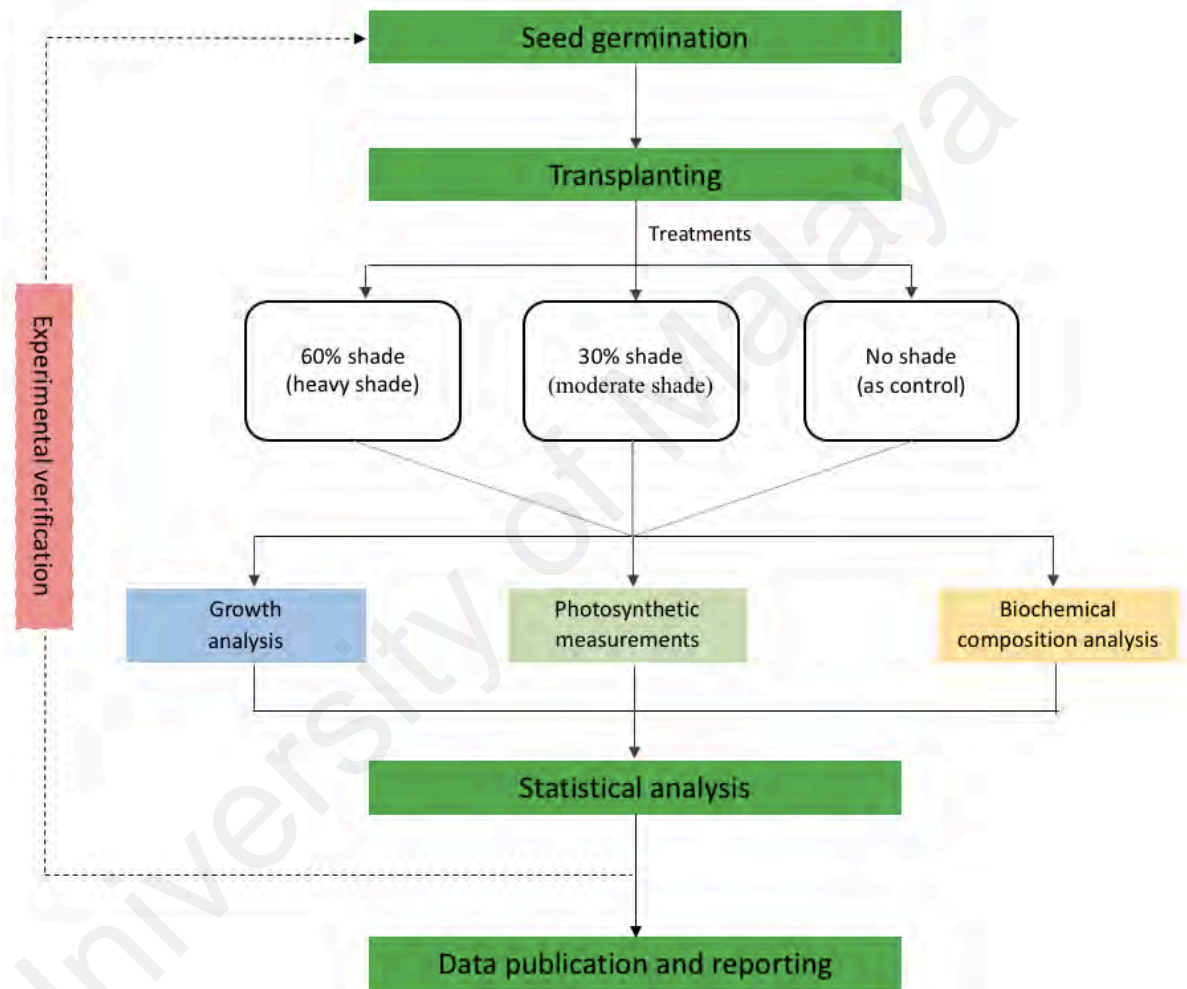 Seed germination
Transplanting
Treatments
60% shade
(heavy shade)
30% shade
(moderate shade)
No shade
(as control)
Experimental verification
Growth
analysis
Photosynthetic
measurements
Biochemical
composition analysis
Statistical analysis
Data publication and reporting
University of Malaya